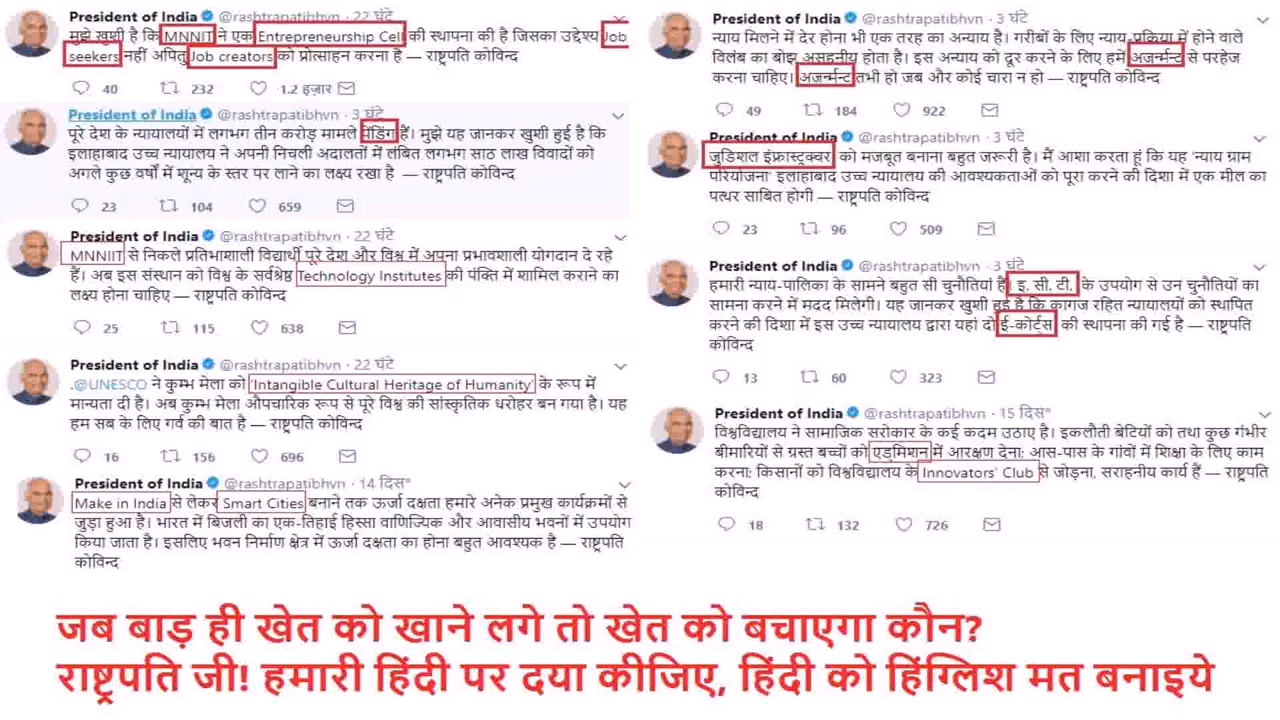 President of India @rashtrapatibhvn · 22 घंटे
मुझे खुशी है कि MNNIT ने एक Entrepreneurship Cell की स्थापना की है जिसका उद्देश्य Job
seekers नहीं अपितु Job creators को प्रोत्साहन करना है — राष्ट्रपति कोविन्द
40 232 1.2 हज़ार
President of India @rashtrapatibhvn · 3 घंटे
पूरे देश के न्यायालयों में लगभग तीन करोड़ मामले पेंडिंग हैं। मुझे यह जानकर खुशी हुई है कि
इलाहाबाद उच्च न्यायालय ने अपनी निचली अदालतों में लंबित लगभग साठ लाख विवादों को
अगले कुछ वर्षों में शून्य के स्तर पर लाने का लक्ष्य रखा है — राष्ट्रपति कोविन्द
23 104 659
President of India @rashtrapatibhvn · 22 घंटे
MNNIIT से निकले प्रतिभाशाली विद्यार्थी पूरे देश और विश्व में अपना प्रभावशाली योगदान दे रहे
हैं। अब इस संस्थान को विश्व के सर्वश्रेष्ठ Technology Institutes की पंक्ति में शामिल कराने का
लक्ष्य होना चाहिए — राष्ट्रपति कोविन्द
25 115 638
President of India @rashtrapatibhvn · 22 घंटे
.@UNESCO ने कुम्भ मेला को 'Intangible Cultural Heritage of Humanity' के रूप में
मान्यता दी है। अब कुम्भ मेला औपचारिक रूप से पूरे विश्व की सांस्कृतिक धरोहर बन गया है। यह
हम सब के लिए गर्व की बात है — राष्ट्रपति कोविन्द
16 156 696
President of India @rashtrapatibhvn · 14 दिस॰
Make in India से लेकर Smart Cities बनाने तक ऊर्जा दक्षता हमारे अनेक प्रमुख कार्यक्रमों से
जुड़ा हुआ है। भारत में बिजली का एक-तिहाई हिस्सा वाणिज्यिक और आवासीय भवनों में उपयोग
किया जाता है। इसलिए भवन निर्माण क्षेत्र में ऊर्जा दक्षता का होना बहुत आवश्यक है — राष्ट्रपति
कोविन्द
President of India @rashtrapatibhvn · 3 घंटे
न्याय मिलने में देर होना भी एक तरह का अन्याय है। गरीबों के लिए न्याय-प्रक्रिया में होने वाले
विलंब का बोझ असहनीय होता है। इस अन्याय को दूर करने के लिए हमें अजर्न्मन्ट से परहेज
करना चाहिए। अजर्न्मन्ट तभी हो जब और कोई चारा न हो — राष्ट्रपति कोविन्द
49 184 922
President of India @rashtrapatibhvn · 3 घंटे
जुडिशल इंफ्रास्ट्रक्चर को मजबूत बनाना बहुत जरूरी है। मैं आशा करता हूं कि यह 'न्याय ग्राम
परियोजना' इलाहाबाद उच्च न्यायालय की आवश्यकताओं को पूरा करने की दिशा में एक मील का
पत्थर साबित होगी — राष्ट्रपति कोविन्द
23 96 509
President of India @rashtrapatibhvn · 3 घंटे
हमारी न्याय-पालिका के सामने बहुत सी चुनौतियां हैं। इ. सी. टी. के उपयोग से उन चुनौतियों का
सामना करने में मदद मिलेगी। यह जानकर खुशी हुई है कि कागज रहित न्यायालयों को स्थापित
करने की दिशा में इस उच्च न्यायालय द्वारा यहां दो ई-कोर्ट्स की स्थापना की गई है — राष्ट्रपति
कोविन्द
13 60 323
President of India @rashtrapatibhvn · 15 दिस॰
विश्वविद्यालय ने सामाजिक सरोकार के कई कदम उठाए है। इकलौती बेटियों को तथा कुछ गंभीर
बीमारियों से ग्रस्त बच्चों को एडमिशन में आरक्षण देना; आस-पास के गांवों में शिक्षा के लिए काम
करना; किसानों को विश्वविद्यालय के Innovators' Club से जोड़ना, सराहनीय कार्य हैं — राष्ट्रपति
कोविन्द
18 132 726
जब बाड़ ही खेत को खाने लगे तो खेत को बचाएगा कौन?
राष्ट्रपति जी! हमारी हिंदी पर दया कीजिए, हिंदी को हिंग्लिश मत बनाइये